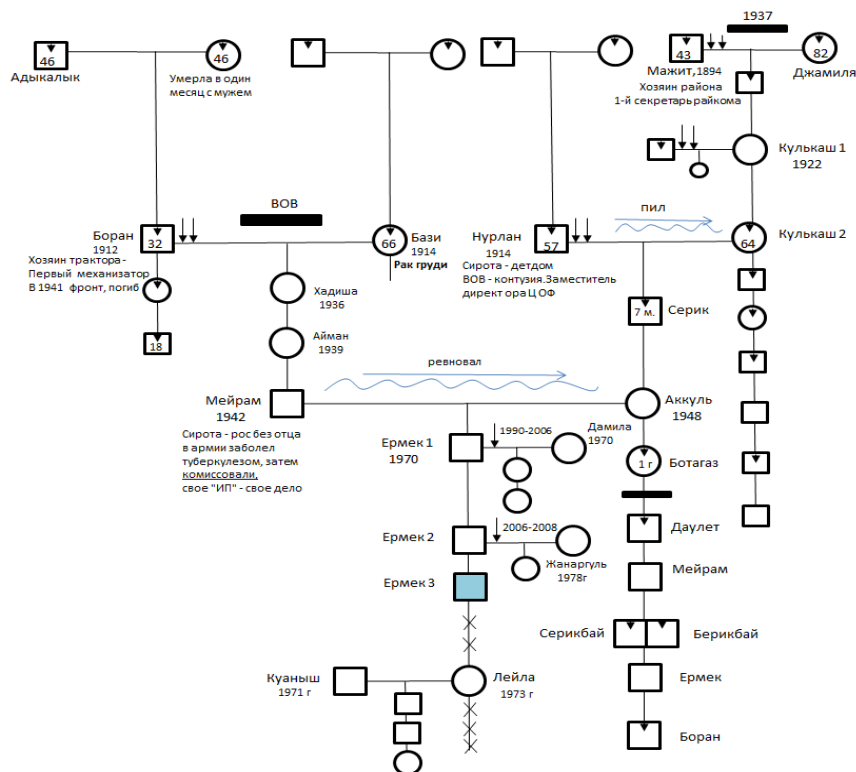 1937
46
46
43
82
Адыкалык
Умерла в один
месяц с мужем
Мажит,1894
Джамиля
Хозяин района
1-й секретарь райкома
Кулькаш 1
1922
ВОВ
пил
Боран
1912
32
66
Бази
1914
Рак груди
Нурлан
1914
57
64
Кулькаш 2
Хозяин трактора-
Первый механизатор
В 1941 фронт, погиб
Сирота - детдом
ВОВ - контузия.Заместитель
директ ора Ц ОФ
Хадиша
1936
7 м.
Серик
18
Айман
1939
ревновал
Мейрам
1942
Аккуль
1948
Сирота - рос без отца
в армии заболел
туберкулезом, затем
комиссовали,
свое "ИП" - свое дело
Ермек 1
1970
1990-2006
Дамила
1970
1 г
Ботагаз
Ермек 2
2006-2008
Жанаргуль
1978г
Даулет
Ермек 3
Мейрам
Серикбай
Берикбай
Куаныш
1971 г
Лейла
1973 г
Ермек
Боран